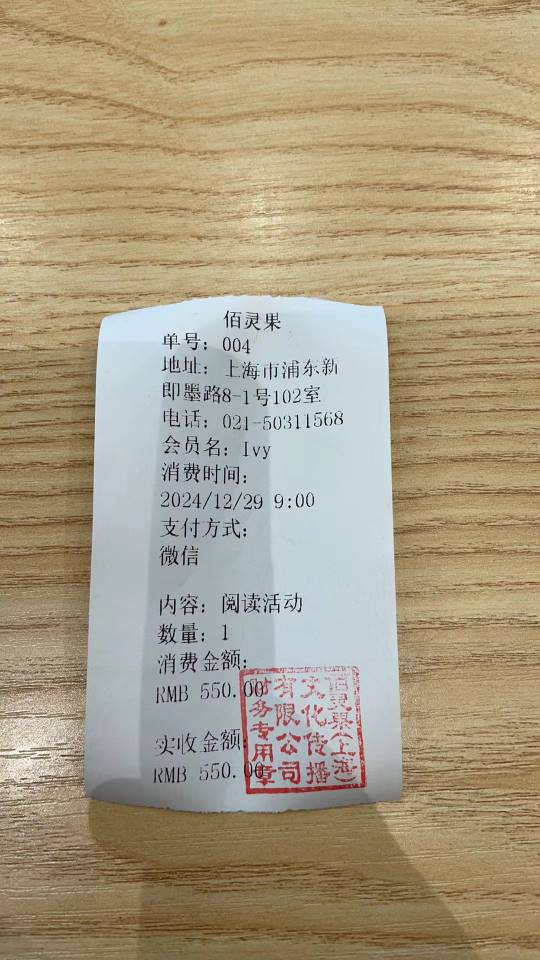 佰灵果
单号：004
地址：上海市浦东新
即墨路8-1号102室
电话：021-50311568
会员名：Ivy
消费时间：
2024/12/29 9:00
支付方式：
微信
内容：阅读活动
数量：1
消费金额：
RMB 550.00
实收金额：
RMB 550.00
佰灵果(上海)
文化传播
有限公司
财务专用章